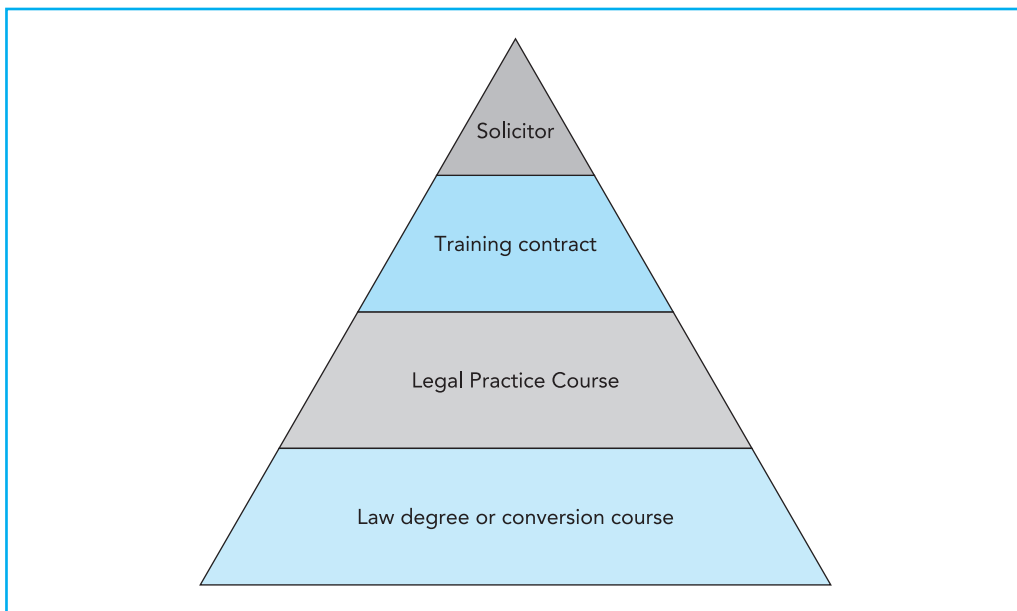 Solicitor
Training contract
Legal Practice Course
Law degree or conversion course